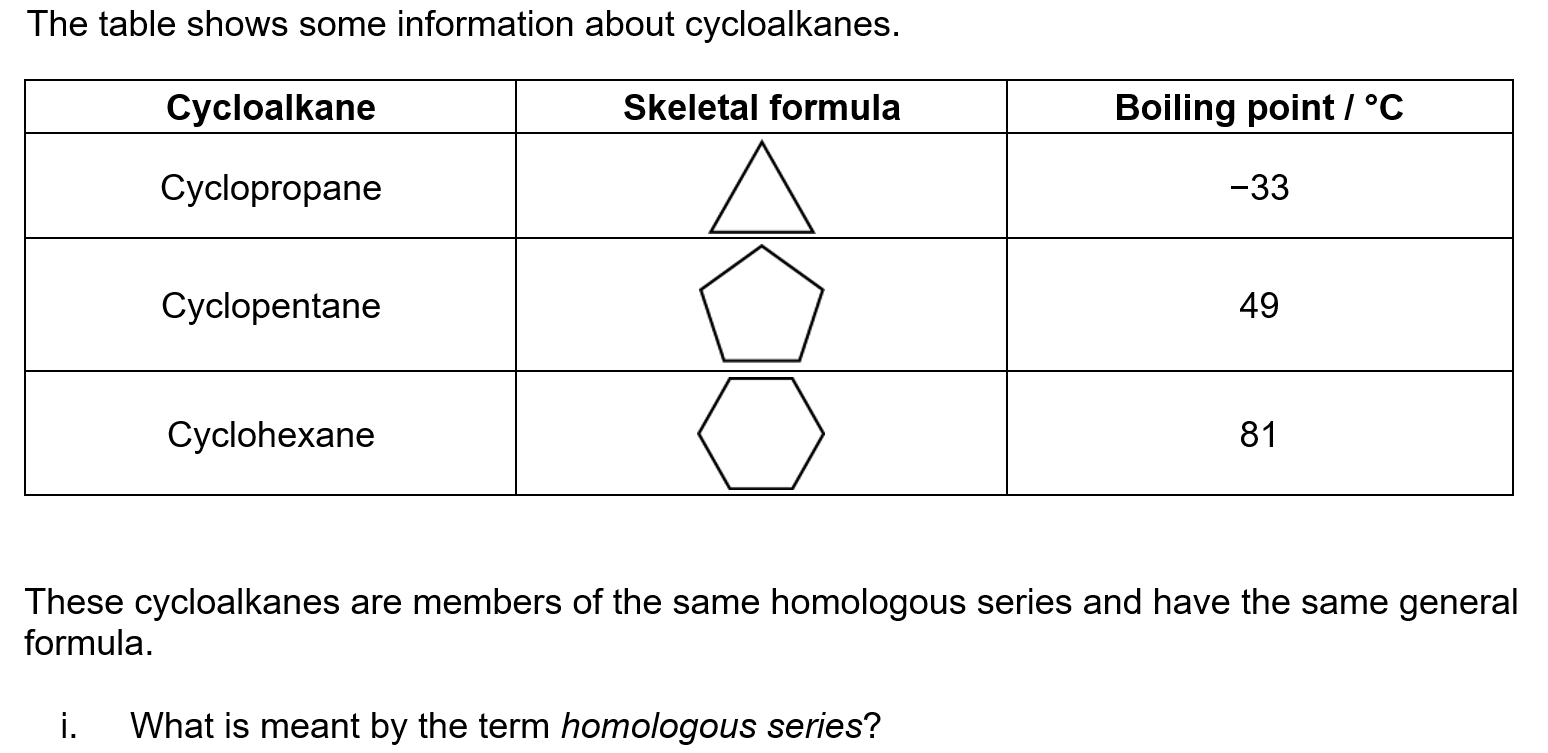 The table shows some information about cycloalkanes.
Cycloalkane Skeletal formula Boiling point / °C
Cyclopropane −33
Cyclopentane 49
Cyclohexane 81
These cycloalkanes are members of the same homologous series and have the same general
formula.
i. What is meant by the term homologous series?